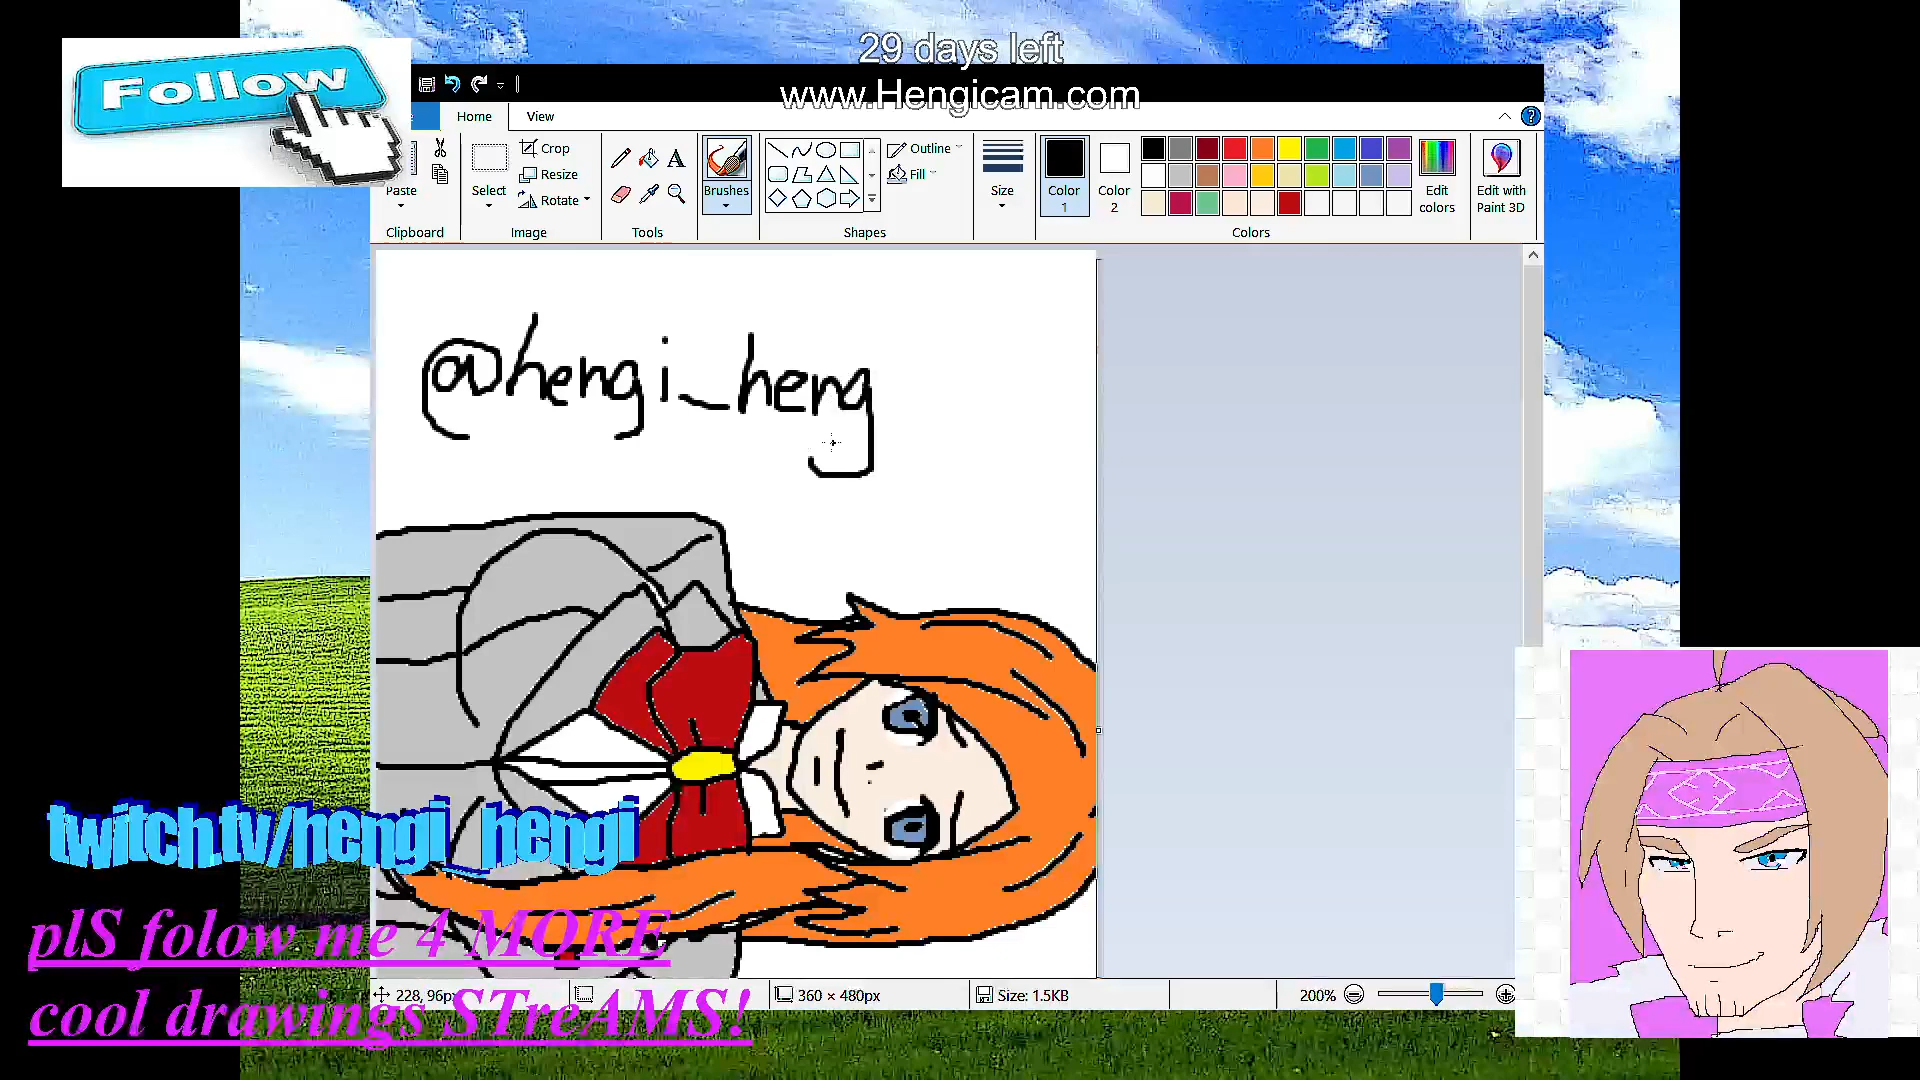 29 days left
www.Hengicam.com
Follow
Home
View
Paste
Clipboard
Select
Crop
Resize
Rotate
Image
A
Tools
Brushes
Outline
Fill
Shapes
Size
Color 1
Color 2
Edit colors
Edit with Paint 3D
Colors
?
@hengi_heng
twitch.tv/hengi_hengi
plS folow me 4 MORE
cool drawings STreAMS!
228, 96px
360 × 480px
Size: 1.5KB
200%